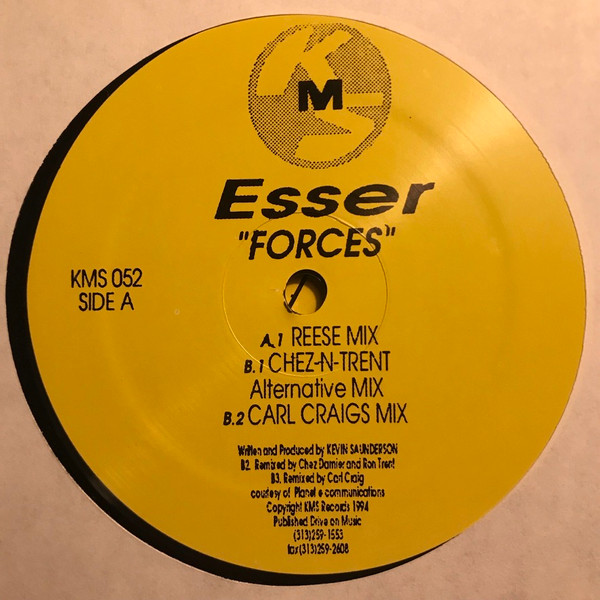 KMS
Esser
"FORCES"
KMS 052
SIDE A
A.1 REESE MIX
B.1 CHEZ-N-TRENT
Alternative MIX
B.2 CARL CRAIGS MIX
Written and Produced by KEVIN SAUNDERSON
B2. Remixed by Chez Damier and Ron Trent
B3. Remixed by Carl Craig
coutesy of Planet e communications
Copyright KMS Records 1994
Published Drive on Music
(313)259-1553
fax(313)259-2608